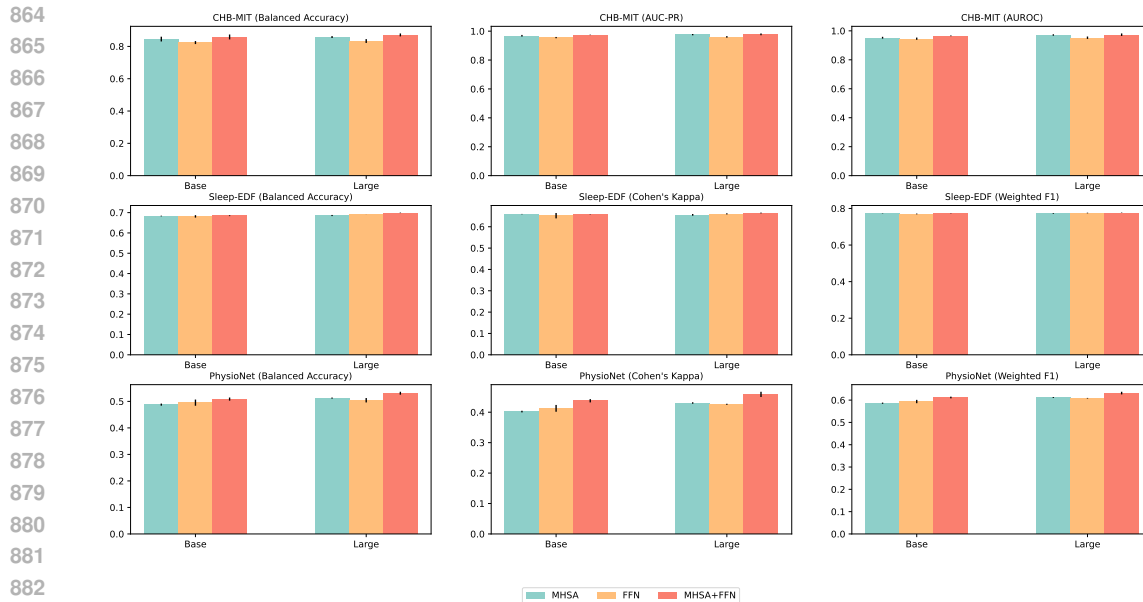 864
865
866
867
868
869
870
871
872
873
874
875
876
877
878
879
880
881
882
CHB-MIT (Balanced Accuracy)
0.8
0.6
0.4
0.2
0.0
Base
Large
CHB-MIT (AUC-PR)
1.0
0.8
0.6
0.4
0.2
0.0
Base
Large
CHB-MIT (AUROC)
1.0
0.8
0.6
0.4
0.2
0.0
Base
Large
Sleep-EDF (Balanced Accuracy)
0.7
0.6
0.5
0.4
0.3
0.2
0.1
0.0
Base
Large
Sleep-EDF (Cohen's Kappa)
0.6
0.5
0.4
0.3
0.2
0.1
0.0
Base
Large
Sleep-EDF (Weighted F1)
0.8
0.6
0.4
0.2
0.0
Base
Large
PhysioNet (Balanced Accuracy)
0.5
0.4
0.3
0.2
0.1
0.0
Base
Large
PhysioNet (Cohen's Kappa)
0.4
0.3
0.2
0.1
0.0
Base
Large
PhysioNet (Weighted F1)
0.6
0.5
0.4
0.3
0.2
0.1
0.0
Base
Large
MHSA FFN MHSA+FFN